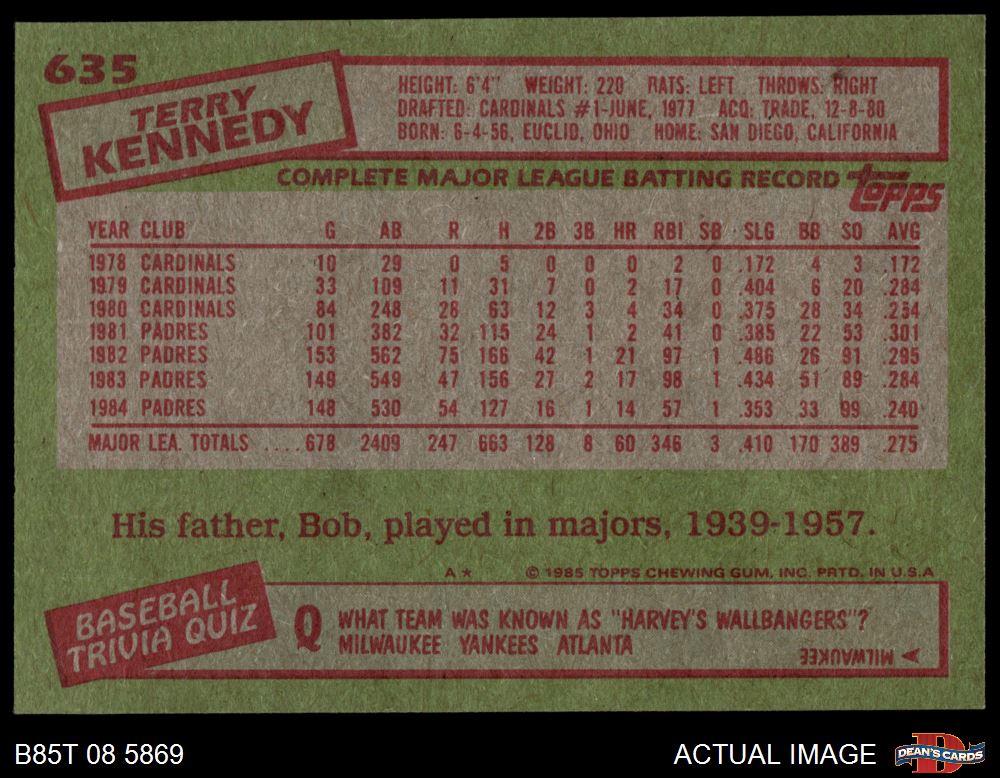 635
TERRY
KENNEDY
HEIGHT: 6'4" WEIGHT: 220 BATS: LEFT THROWS: RIGHT
DRAFTED: CARDINALS #1-JUNE, 1977 ACQ: TRADE, 12-8-80
BORN: 6-4-56, EUCLID, OHIO HOME: SAN DIEGO, CALIFORNIA
COMPLETE MAJOR LEAGUE BATTING RECORD topps
YEAR CLUB G AB R H 2B 3B HR RBI SB SLG BB SO AVG
1978 CARDINALS 10 29 0 5 0 0 0 2 0 .172 4 3 .172
1979 CARDINALS 33 109 11 31 7 0 2 17 0 .404 6 20 .284
1980 CARDINALS 84 248 28 63 12 3 4 34 0 .375 28 34 .254
1981 PADRES 101 382 32 115 24 1 2 41 0 .385 22 53 .301
1982 PADRES 153 562 75 166 42 1 21 97 1 .486 26 91 .295
1983 PADRES 149 549 47 156 27 2 17 98 1 .434 51 89 .284
1984 PADRES 148 530 54 127 16 1 14 57 1 .353 33 99 .240
MAJOR LEA. TOTALS ....678 2409 247 663 128 8 60 346 3 .410 170 389 .275
His father, Bob, played in majors, 1939-1957.
A* © 1985 TOPPS CHEWING GUM, INC. PRTD. IN U.S.A
BASEBALL
TRIVIA QUIZ
Q WHAT TEAM WAS KNOWN AS "HARVEY'S WALLBANGERS"?
MILWAUKEE YANKEES ATLANTA
A MILWAUKEE
B85T 08 5869
ACTUAL IMAGE
DEAN'S CARDS